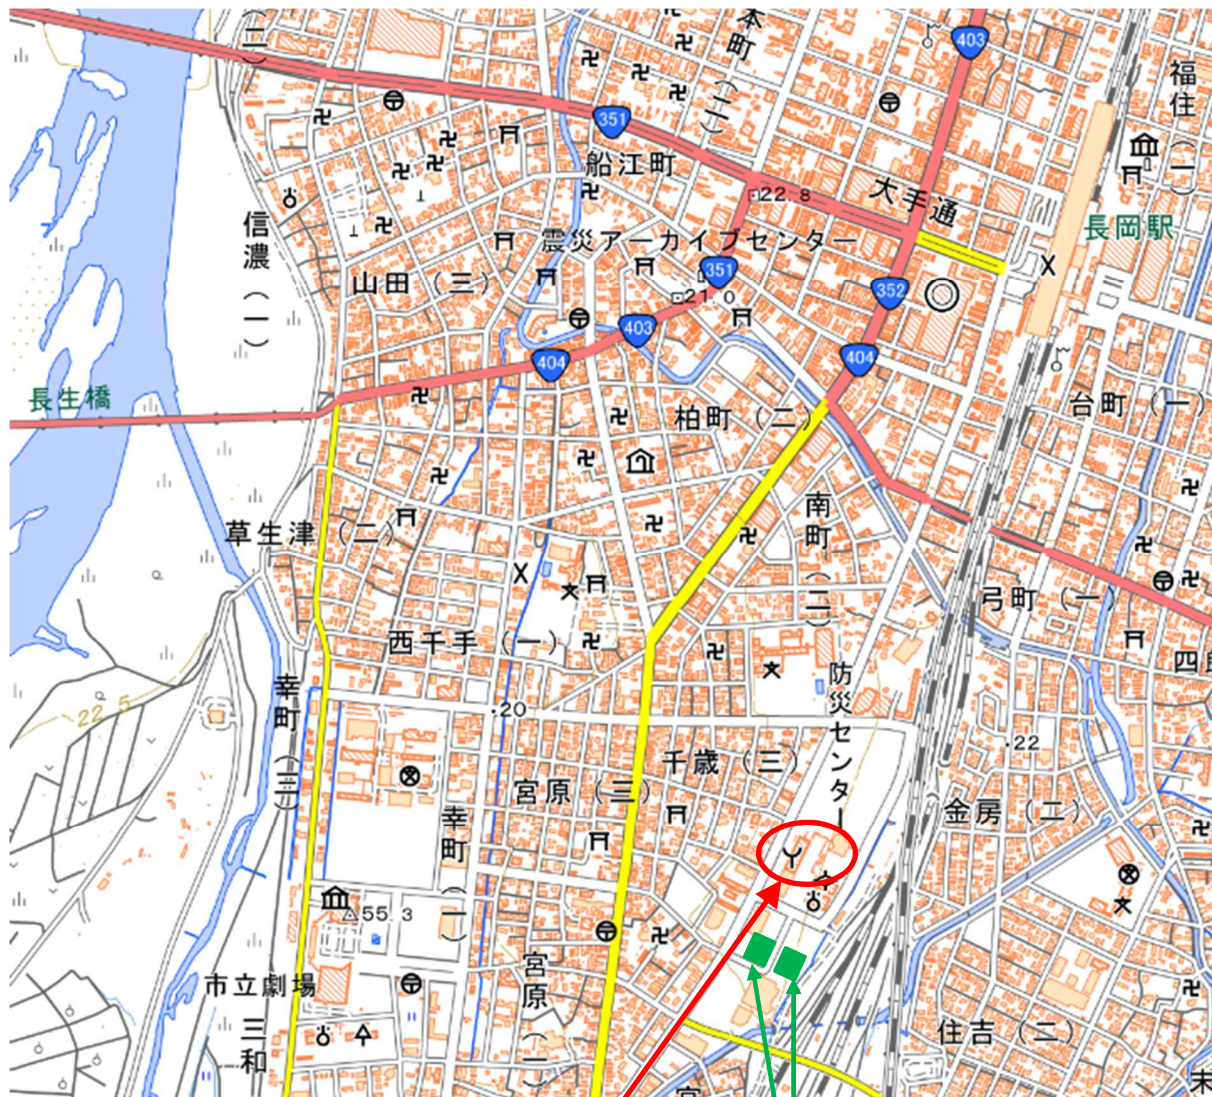 403
本町(二)
福住(二)
351
船江町
22.8
大手通
信濃(一)
震災アーカイブセンター
長岡駅
351
山田(三)
21.0
352
403
404
404
長生橋
柏町(二)
台町(一)
南町(二)
草生津(二)
弓町(一)
西千手(一)
防災センター
幸町(三)
22.5
20
22
千歳(三)
宮原(三)
金房(二)
幸町(一)
55.3
市立劇場
宮原(二)
三和
住吉(二)